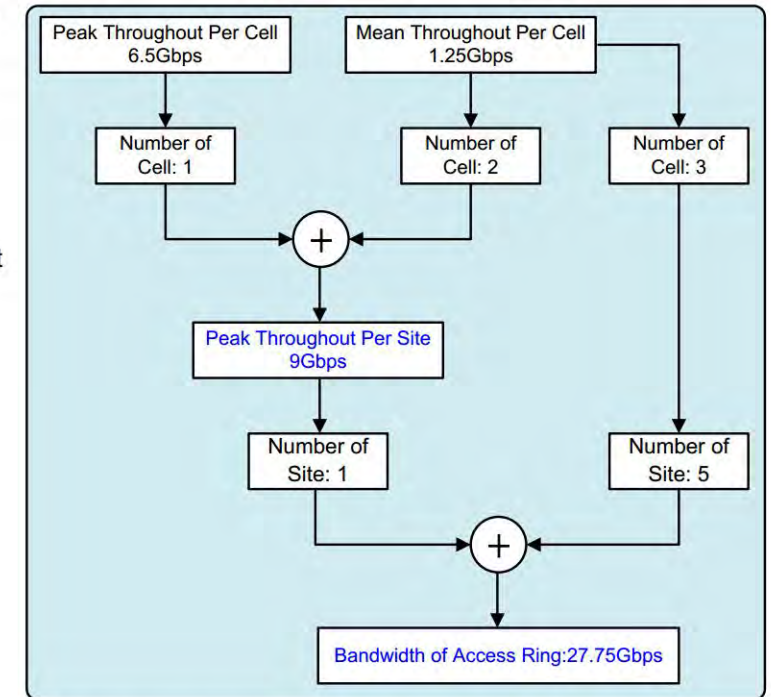 Peak Throughout Per Cell
6.5Gbps
Mean Throughout Per Cell
1.25Gbps
Number of
Cell: 1
Number of
Cell: 2
Number of
Cell: 3
+
t
Peak Throughout Per Site
9Gbps
Number of
Site: 1
Number of
Site: 5
+
Bandwidth of Access Ring:27.75Gbps